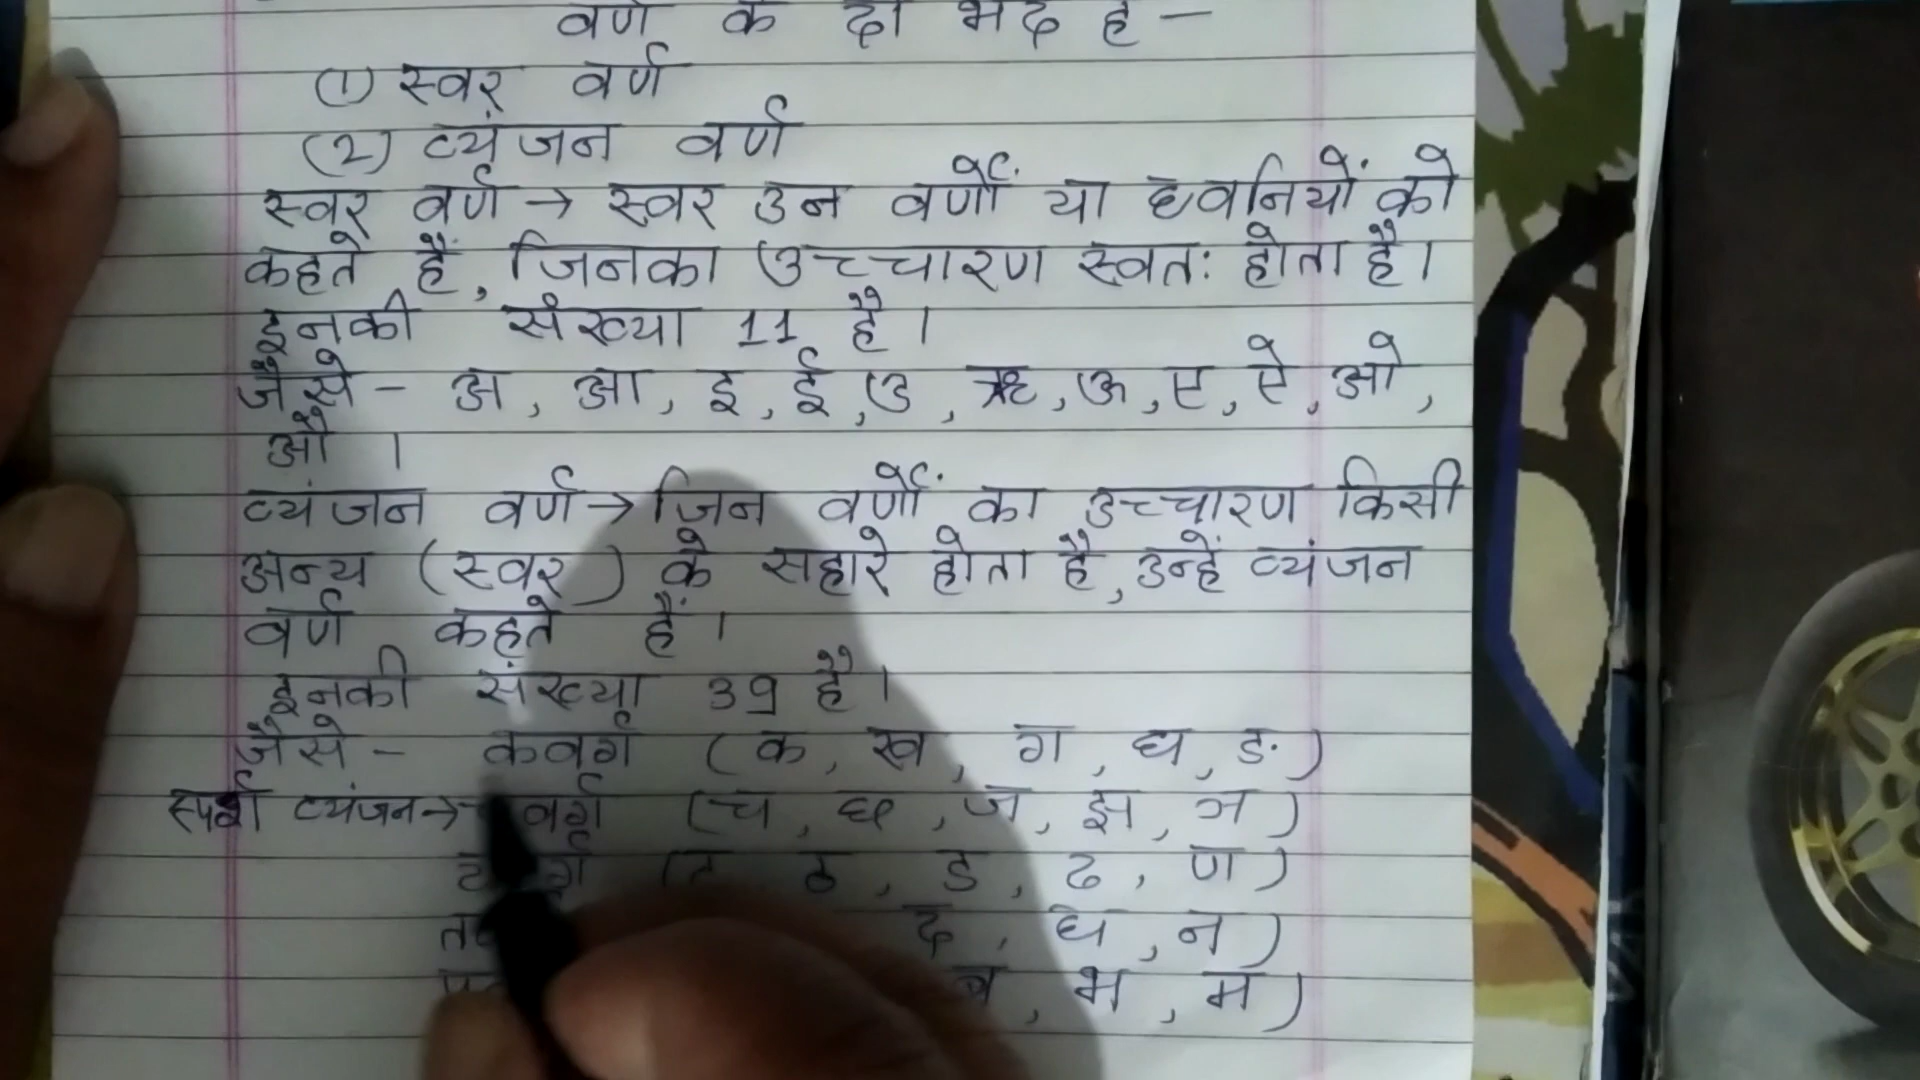 वर्ण के दो भेद हैं —
(1) स्वर वर्ण
(2) व्यंजन वर्ण
स्वर वर्ण → स्वर उन वर्णों या ध्वनियों को
कहते हैं, जिनका उच्चारण स्वतः होता है।
इनकी संख्या 11 है।
जैसे - अ, आ, इ, ई, उ, ऋ, ऊ, ए, ऐ, ओ,
औ ।
व्यंजन वर्ण → जिन वर्णों का उच्चारण किसी
अन्य (स्वर) के सहारे होता है, उन्हें व्यंजन
वर्ण कहते हैं।
इनकी संख्या 39 है।
जैसे - कवर्ग (क, ख, ग, घ, ङ)
स्पर्श व्यंजन → वर्ग (च, छ, ज, झ, ञ)
ठ, ड, ढ, ण)
द, ध, न)
ब, भ, म)